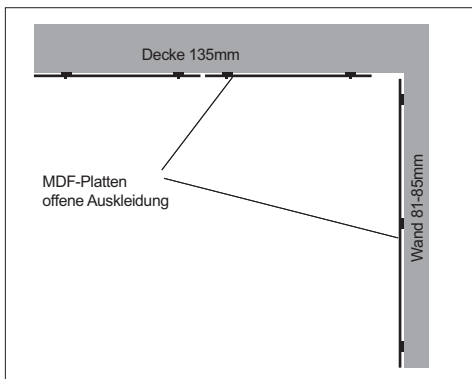 Decke 135mm
MDF-Platten
offene Auskleidung
Wand 81-85mm